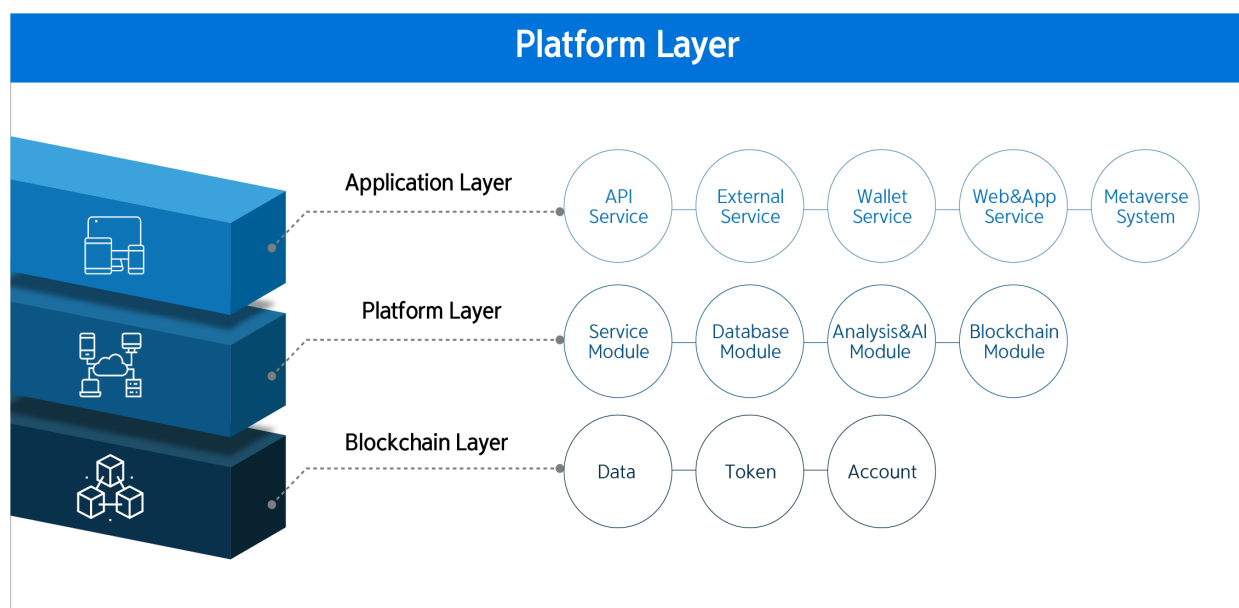 Platform Layer
Application Layer
API
Service
External
Service
Wallet
Service
Web&App
Service
Metaverse
System
Platform Layer
Service
Module
Database
Module
Analysis&AI
Module
Blockchain
Module
Blockchain Layer
Data
Token
Account